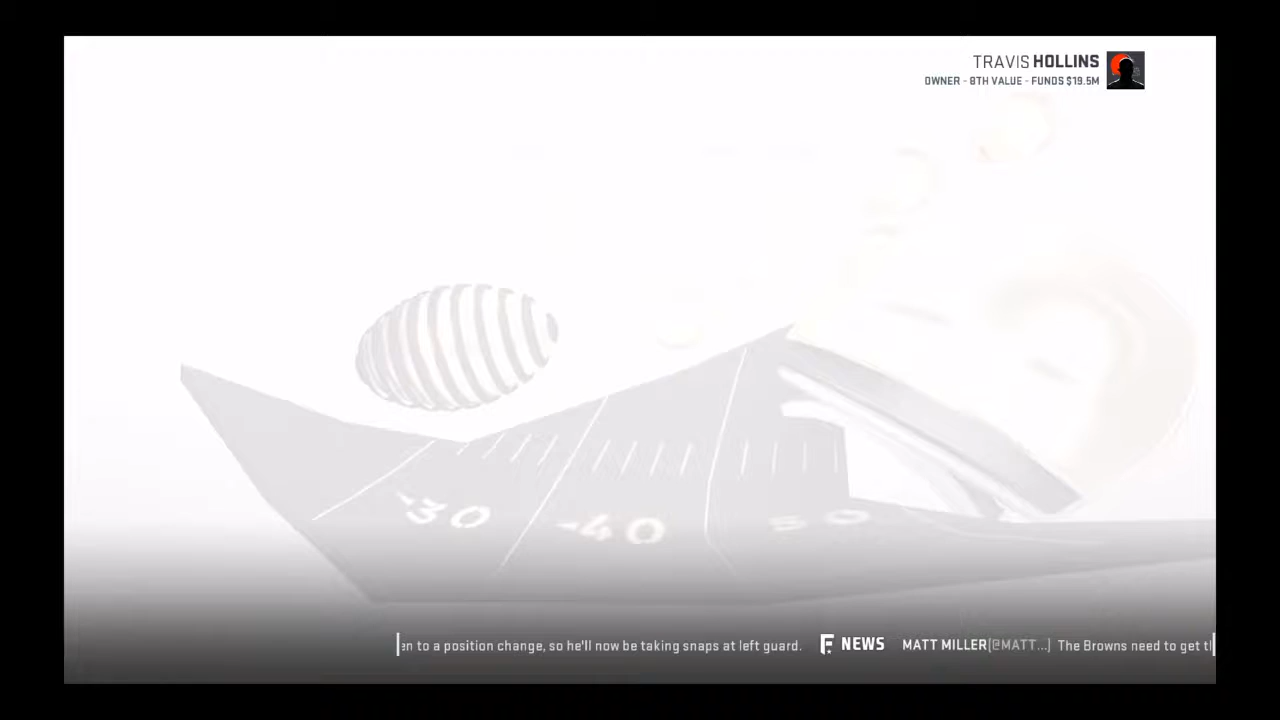 TRAVIS HOLLINS
OWNER - 8TH VALUE - FUNDS $19.5M
-30 -40 50
en to a position change, so he'll now be taking snaps at left guard. F NEWS MATT MILLER(@MATT...) The Browns need to get